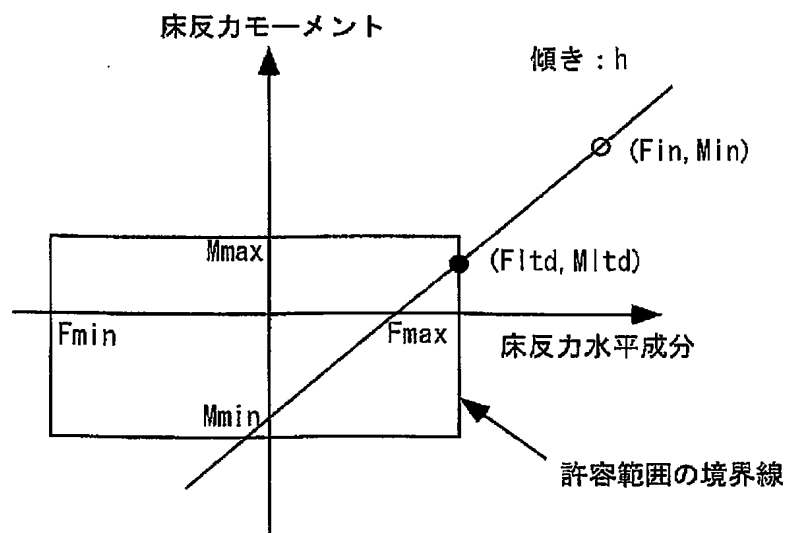 床反力モーメント
傾き：h
(Fin, Min)
Mmax
(Fltd, Mltd)
Fmin
Fmax
床反力水平成分
Mmin
許容範囲の境界線